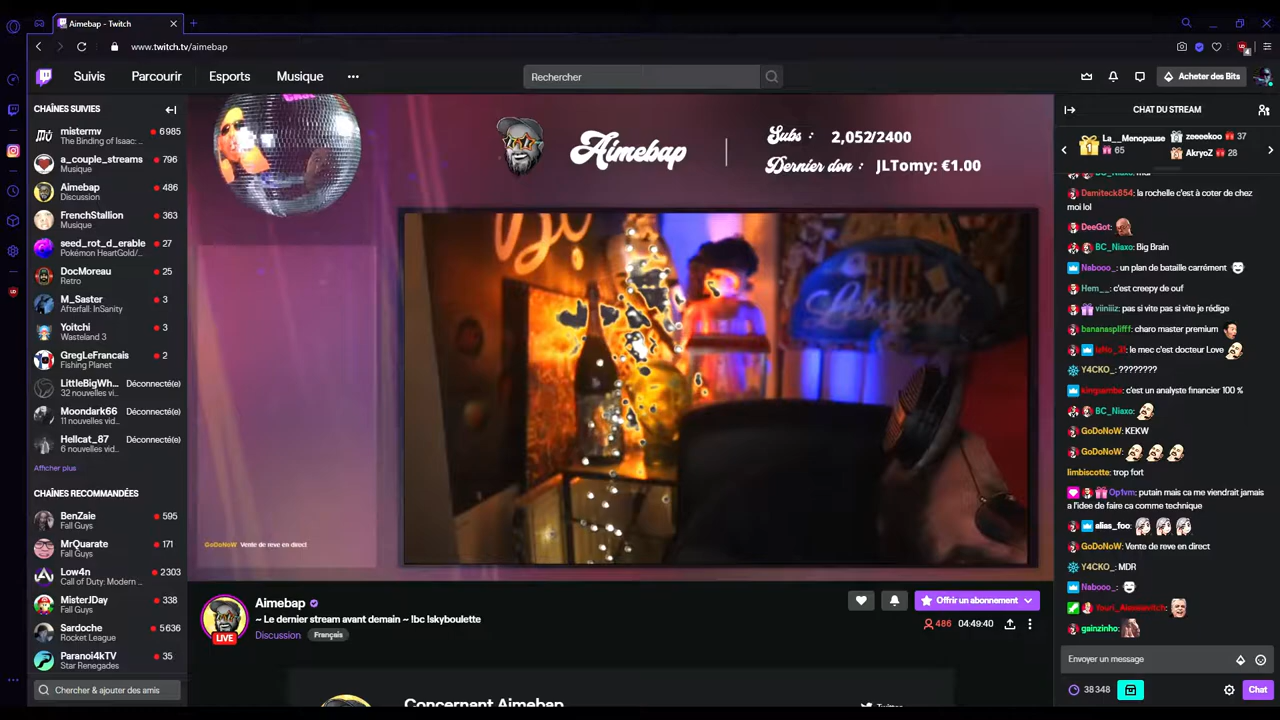 Aimebap - Twitch
www.twitch.tv/aimebap
Suivis
Parcourir
Esports
Musique
Rechercher
Acheter des Bits
CHAÎNES SUIVIES
mistermv
6 985
Musique
a_couple_streams
796
Musique
Aimebap
486
Discussion
FrenchStallion
363
Musique
seed_rot_d_erable
27
Pokémon HeartGold/...
DocMoreau
25
Retro
M_Saster
3
Afterfall: InSanity
Yoitchi
3
Wasteland 3
GregLeFrancais
2
Fishing Planet
LittleBigWh...
Déconnecté(e)
32 nouvelles vi...
Moondark66
Déconnecté(e)
11 nouvelles vid...
Hellcat_87
Déconnecté(e)
6 nouvelles vid...
Afficher plus
CHAÎNES RECOMMANDÉES
BenZaie
595
Fall Guys
MrQuarate
171
Fall Guys
Low4n
2303
Call of Duty: Modern ...
MisterJDay
338
Fall Guys
Sardoche
5 636
Rocket League
Paranoi4kTV
35
Star Renegades
Chercher & ajouter des amis
Aimebap
Subs :
2,052/2400
Dernier don :
JLTomy: €1.00
GoDoNoW Vente de reve en direct
LIVE
Aimebap
~ Le dernier stream avant demain ~ !bc !skyboulette
Discussion
Français
Offrir un abonnement
486
04:49:40
Concernant Aimebap
CHAT DU STREAM
1
La__Menopause
65
zeeeekoo
37
AkryoZ
28
Damiteck854: la rochelle c'est à coter de chez
moi lol
DeeGot:
BC_Niaxo: Big Brain
Nabooo_: un plan de bataille carrément
Hem__: c'est creepy de ouf
viiniiiz: pas si vite pas si vite je rédige
bananasplifff: charo master premium
le mec c'est docteur Love
Y4CKO_: ????????
c'est un analyste financier 100 %
BC_Niaxo:
GoDoNoW: KEKW
GoDoNoW:
limbiscotte: trop fort
Op1vm: putain mais ca me viendrait jamais
a l'idee de faire ca comme technique
alias_foo:
GoDoNoW: Vente de reve en direct
Y4CKO_: MDR
Nabooo_:
gainzinho:
Envoyer un message
38 348
Chat